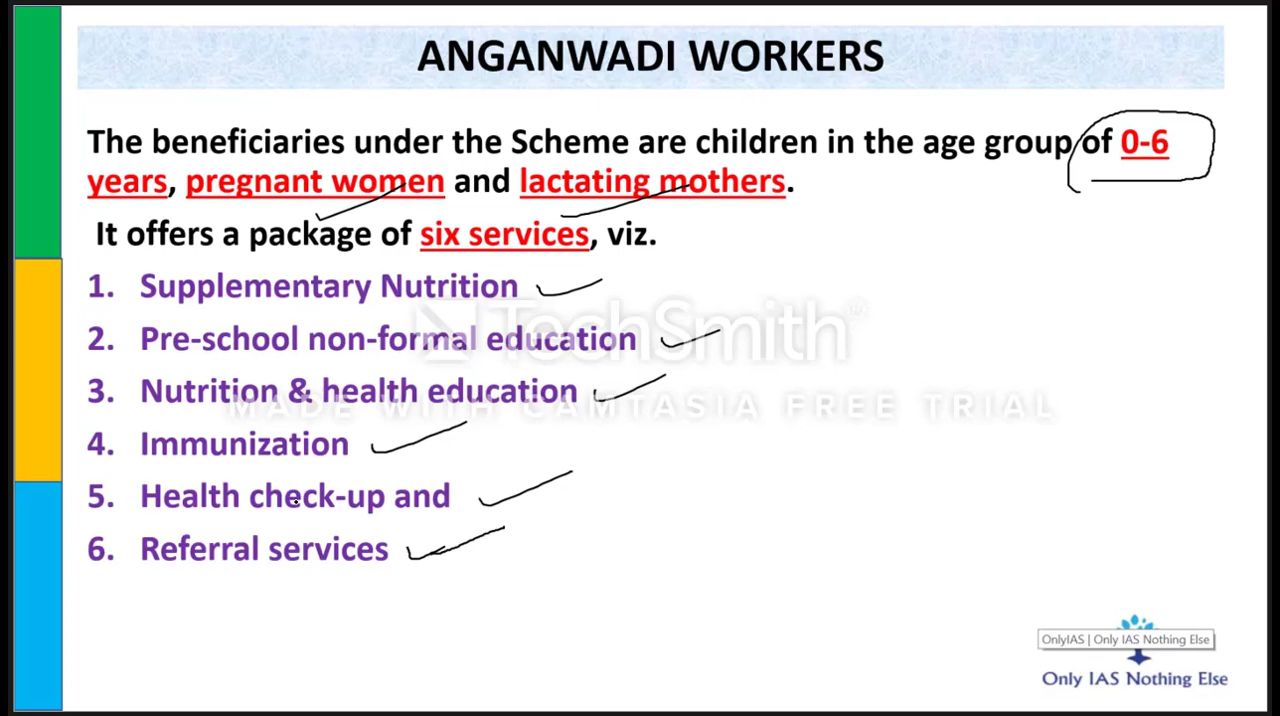 ANGANWADI WORKERS
The beneficiaries under the Scheme are children in the age group of 0-6
years, pregnant women and lactating mothers.
It offers a package of six services, viz.
1. Supplementary Nutrition
2. Pre-school non-formal education
3. Nutrition & health education
4. Immunization
5. Health check-up and
6. Referral services
TechSmith
MADE WITH CAMTASIA FREE TRIAL
OnlyIAS | Only IAS Nothing Else
Only IAS Nothing Else